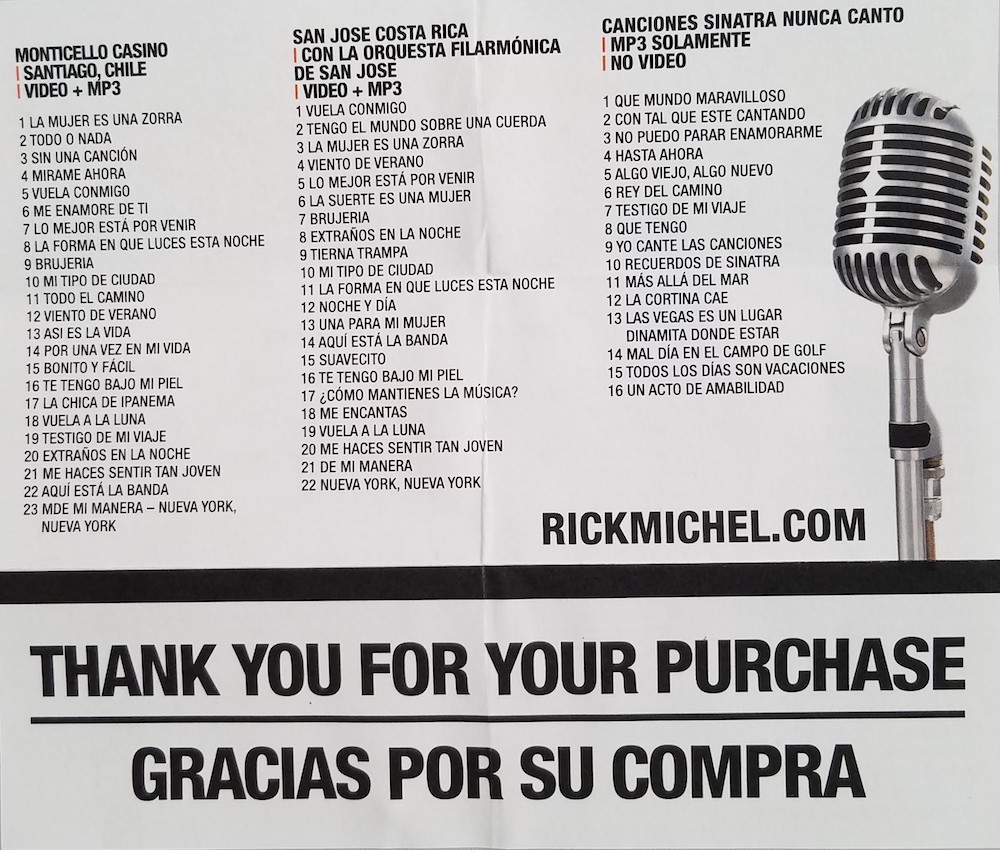 MONTICELLO CASINO
| SANTIAGO, CHILE
| VIDEO + MP3
1 LA MUJER ES UNA ZORRA
2 TODO O NADA
3 SIN UNA CANCIÓN
4 MIRAME AHORA
5 VUELA CONMIGO
6 ME ENAMORE DE TI
7 LO MEJOR ESTÁ POR VENIR
8 LA FORMA EN QUE LUCES ESTA NOCHE
9 BRUJERIA
10 MI TIPO DE CIUDAD
11 TODO EL CAMINO
12 VIENTO DE VERANO
13 ASI ES LA VIDA
14 POR UNA VEZ EN MI VIDA
15 BONITO Y FÁCIL
16 TE TENGO BAJO MI PIEL
17 LA CHICA DE IPANEMA
18 VUELA A LA LUNA
19 TESTIGO DE MI VIAJE
20 EXTRAÑOS EN LA NOCHE
21 ME HACES SENTIR TAN JOVEN
22 AQUÍ ESTÁ LA BANDA
23 MDE MI MANERA – NUEVA YORK,
NUEVA YORK
SAN JOSE COSTA RICA
| CON LA ORQUESTA FILARMÓNICA
DE SAN JOSE
| VIDEO + MP3
1 VUELA CONMIGO
2 TENGO EL MUNDO SOBRE UNA CUERDA
3 LA MUJER ES UNA ZORRA
4 VIENTO DE VERANO
5 LO MEJOR ESTÁ POR VENIR
6 LA SUERTE ES UNA MUJER
7 BRUJERIA
8 EXTRAÑOS EN LA NOCHE
9 TIERNA TRAMPA
10 MI TIPO DE CIUDAD
11 LA FORMA EN QUE LUCES ESTA NOCHE
12 NOCHE Y DÍA
13 UNA PARA MI MUJER
14 AQUÍ ESTÁ LA BANDA
15 SUAVECITO
16 TE TENGO BAJO MI PIEL
17 ¿CÓMO MANTIENES LA MÚSICA?
18 ME ENCANTAS
19 VUELA A LA LUNA
20 ME HACES SENTIR TAN JOVEN
21 DE MI MANERA
22 NUEVA YORK, NUEVA YORK
CANCIONES SINATRA NUNCA CANTO
| MP3 SOLAMENTE
| NO VIDEO
1 QUE MUNDO MARAVILLOSO
2 CON TAL QUE ESTE CANTANDO
3 NO PUEDO PARAR ENAMORARME
4 HASTA AHORA
5 ALGO VIEJO, ALGO NUEVO
6 REY DEL CAMINO
7 TESTIGO DE MI VIAJE
8 QUE TENGO
9 YO CANTE LAS CANCIONES
10 RECUERDOS DE SINATRA
11 MÁS ALLÁ DEL MAR
12 LA CORTINA CAE
13 LAS VEGAS ES UN LUGAR
DINAMITA DONDE ESTAR
14 MAL DÍA EN EL CAMPO DE GOLF
15 TODOS LOS DÍAS SON VACACIONES
16 UN ACTO DE AMABILIDAD
RICKMICHEL.COM
THANK YOU FOR YOUR PURCHASE
GRACIAS POR SU COMPRA